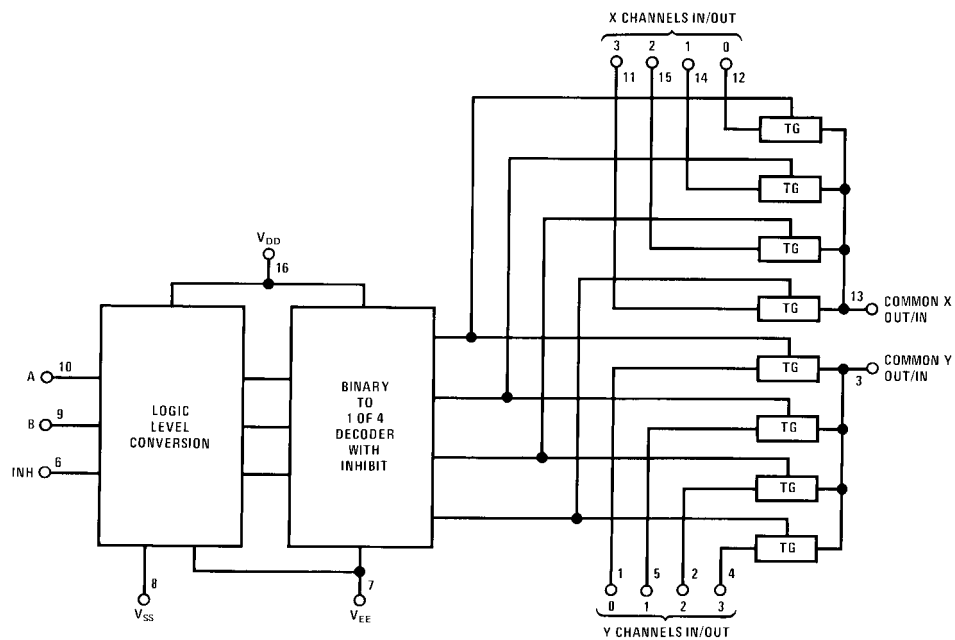 X CHANNELS IN/OUT
3 2 1 0
11 15 14 12
TG
TG
TG
TG
13 COMMON X
OUT/IN
V_DD
16
A 10
B 9
INH 6
LOGIC
LEVEL
CONVERSION
BINARY
TO
1 OF 4
DECODER
WITH
INHIBIT
TG
TG
TG
TG
3 COMMON Y
OUT/IN
8
V_SS
7
V_EE
1 5 2 4
0 1 2 3
Y CHANNELS IN/OUT